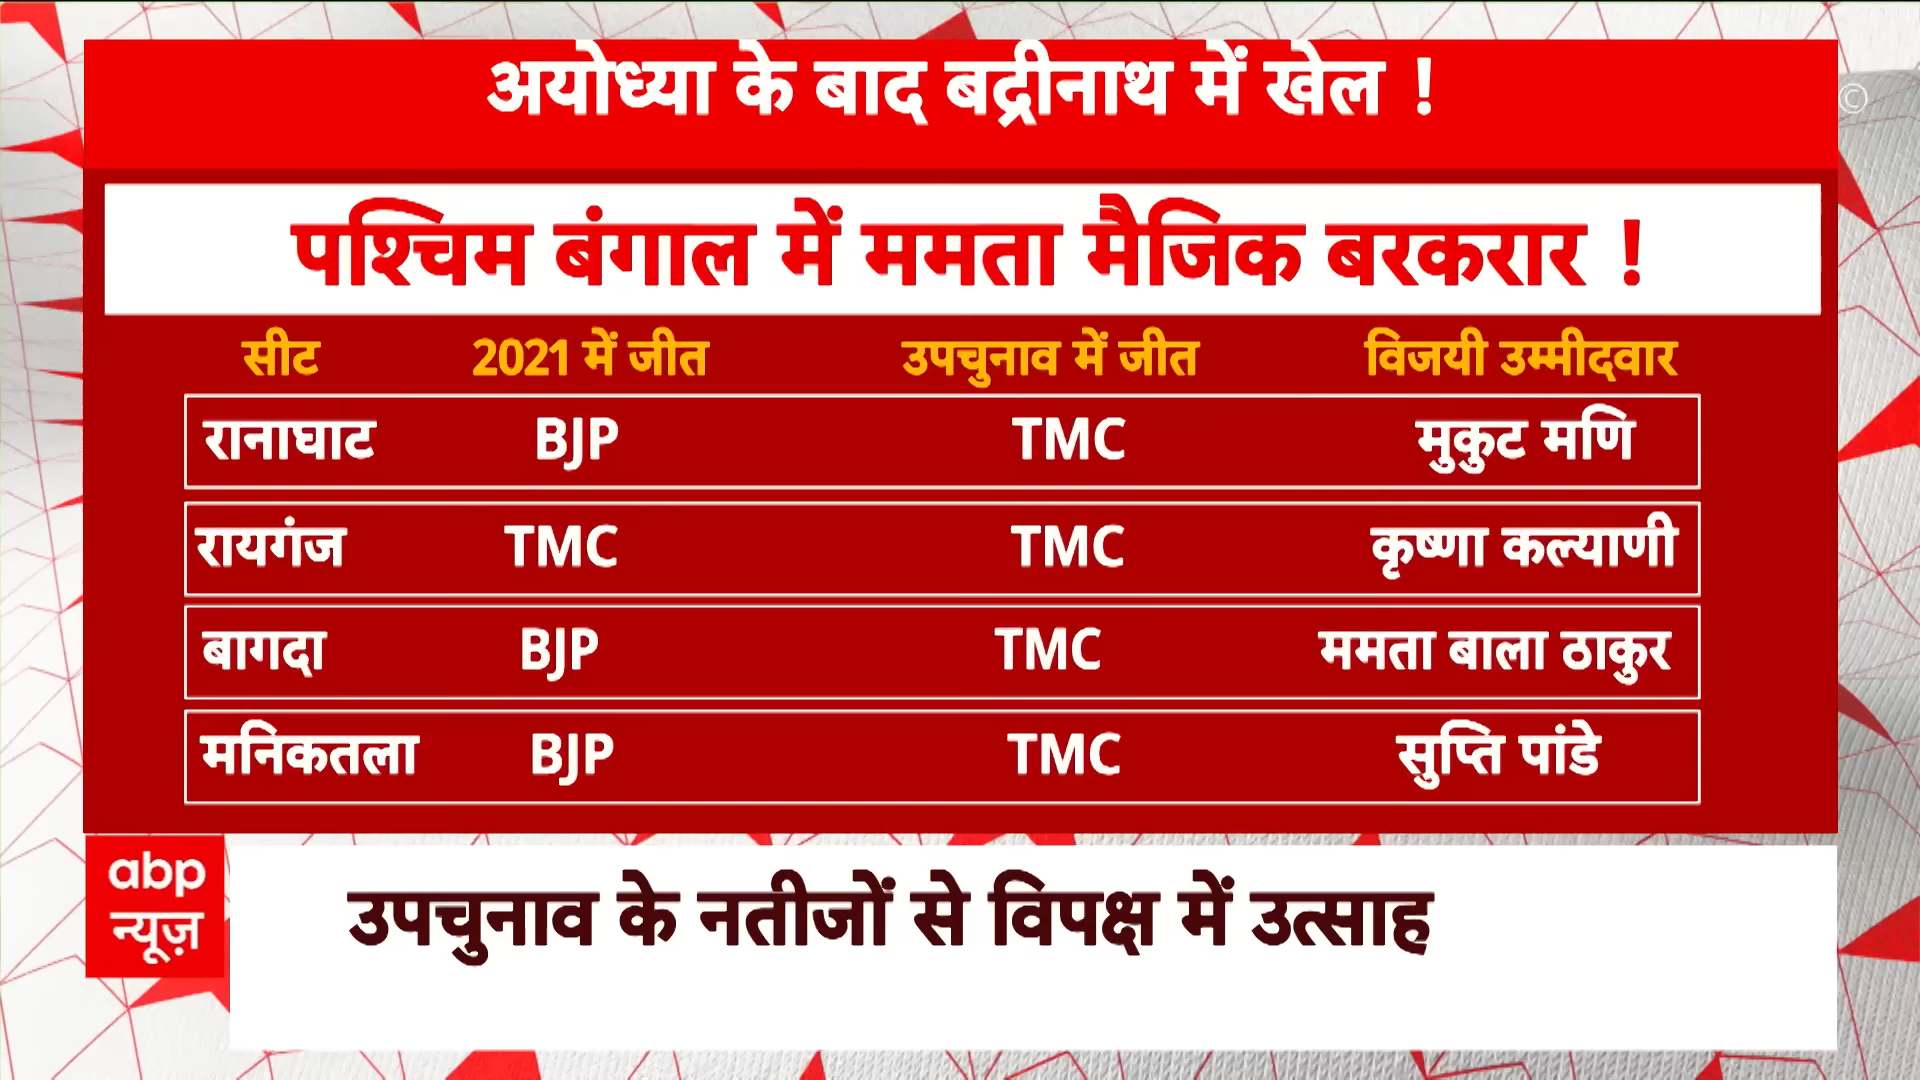 अयोध्या के बाद बद्रीनाथ में खेल !
©
पश्चिम बंगाल में ममता मैजिक बरकरार !
सीट 2021 में जीत उपचुनाव में जीत विजयी उम्मीदवार
रानाघाट BJP TMC मुकुट मणि
रायगंज TMC TMC कृष्णा कल्याणी
बागदा BJP TMC ममता बाला ठाकुर
मनिकतला BJP TMC सुप्ति पांडे
abp
न्यूज़
उपचुनाव के नतीजों से विपक्ष में उत्साह